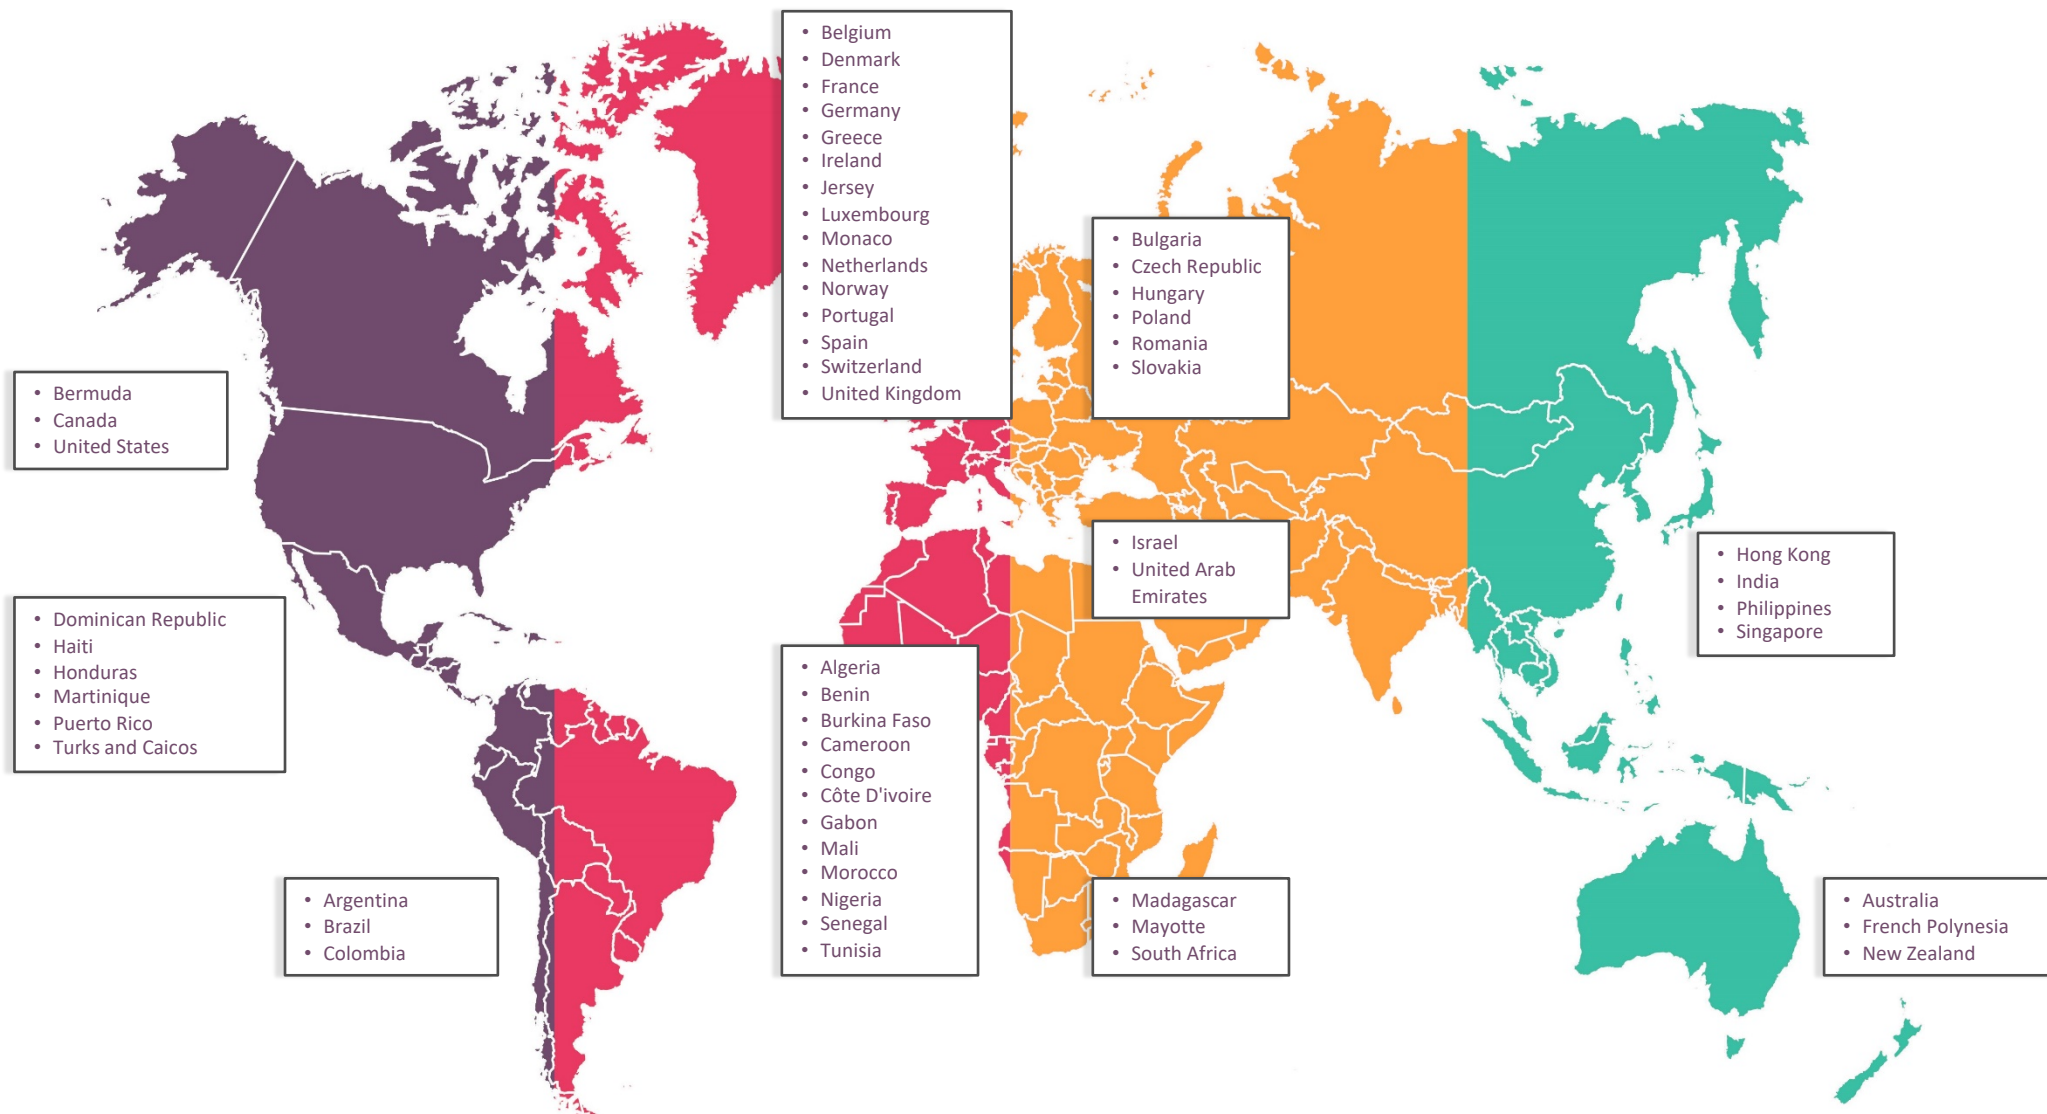 • Belgium
• Denmark
• France
• Germany
• Greece
• Ireland
• Jersey
• Luxembourg
• Monaco
• Netherlands
• Norway
• Portugal
• Spain
• Switzerland
• United Kingdom
• Bulgaria
• Czech Republic
• Hungary
• Poland
• Romania
• Slovakia
• Bermuda
• Canada
• United States
• Israel
• United Arab
Emirates
• Hong Kong
• India
• Philippines
• Singapore
• Dominican Republic
• Haiti
• Honduras
• Martinique
• Puerto Rico
• Turks and Caicos
• Algeria
• Benin
• Burkina Faso
• Cameroon
• Congo
• Côte D'ivoire
• Gabon
• Mali
• Morocco
• Nigeria
• Senegal
• Tunisia
• Argentina
• Brazil
• Colombia
• Madagascar
• Mayotte
• South Africa
• Australia
• French Polynesia
• New Zealand